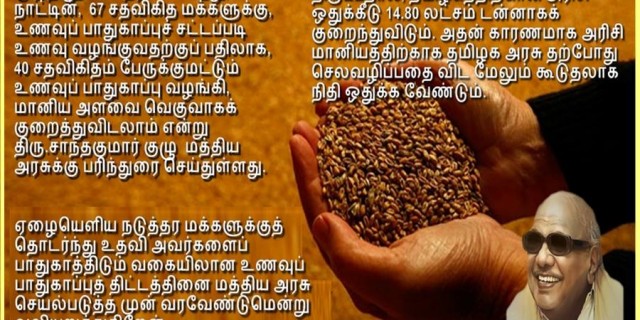 நாட்டின், 67 சதவிகித மக்களுக்கு,
உணவுப் பாதுகாப்புச் சட்டப்படி
உணவு வழங்குவதற்குப் பதிலாக,
40 சதவிகிதம் பேருக்குமட்டும்
உணவுப் பாதுகாப்பு வழங்கி,
மானிய அளவை வெகுவாகக்
குறைத்துவிடலாம் என்று
திரு.சாந்தகுமார் குழு மத்திய
அரசுக்கு பரிந்துரை செய்துள்ளது.
ஒதுக்கீடு 14.80 லட்சம் டன்னாகக்
குறைந்துவிடும். அதன் காரணமாக அரிசி
மானியத்திற்காக தமிழக அரசு தற்போது
செலவழிப்பதை விட மேலும் கூடுதலாக
நிதி ஒதுக்க வேண்டும்.
ஏழையெளிய நடுத்தர மக்களுக்குத்
தொடர்ந்து உதவி அவர்களைப்
பாதுகாத்திடும் வகையிலான உணவுப்
பாதுகாப்புத் திட்டத்தினை மத்திய அரசு
செயல்படுத்த முன் வரவேண்டுமென்று